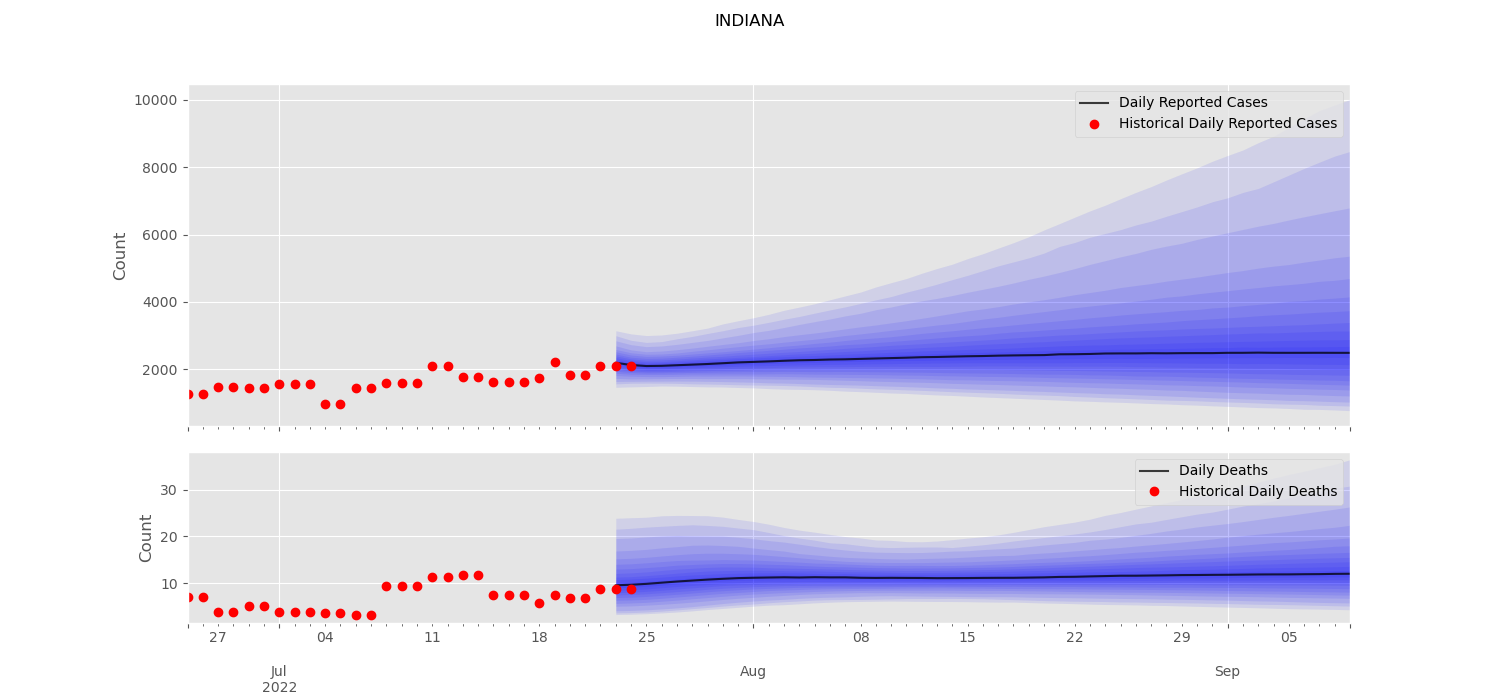 INDIANA
10000
8000
6000
4000
2000
Count
Daily Reported Cases
Historical Daily Reported Cases
30
20
10
Count
Daily Deaths
Historical Daily Deaths
27 04 11 18 25 08 15 22 29 05
Jul Aug Sep
2022